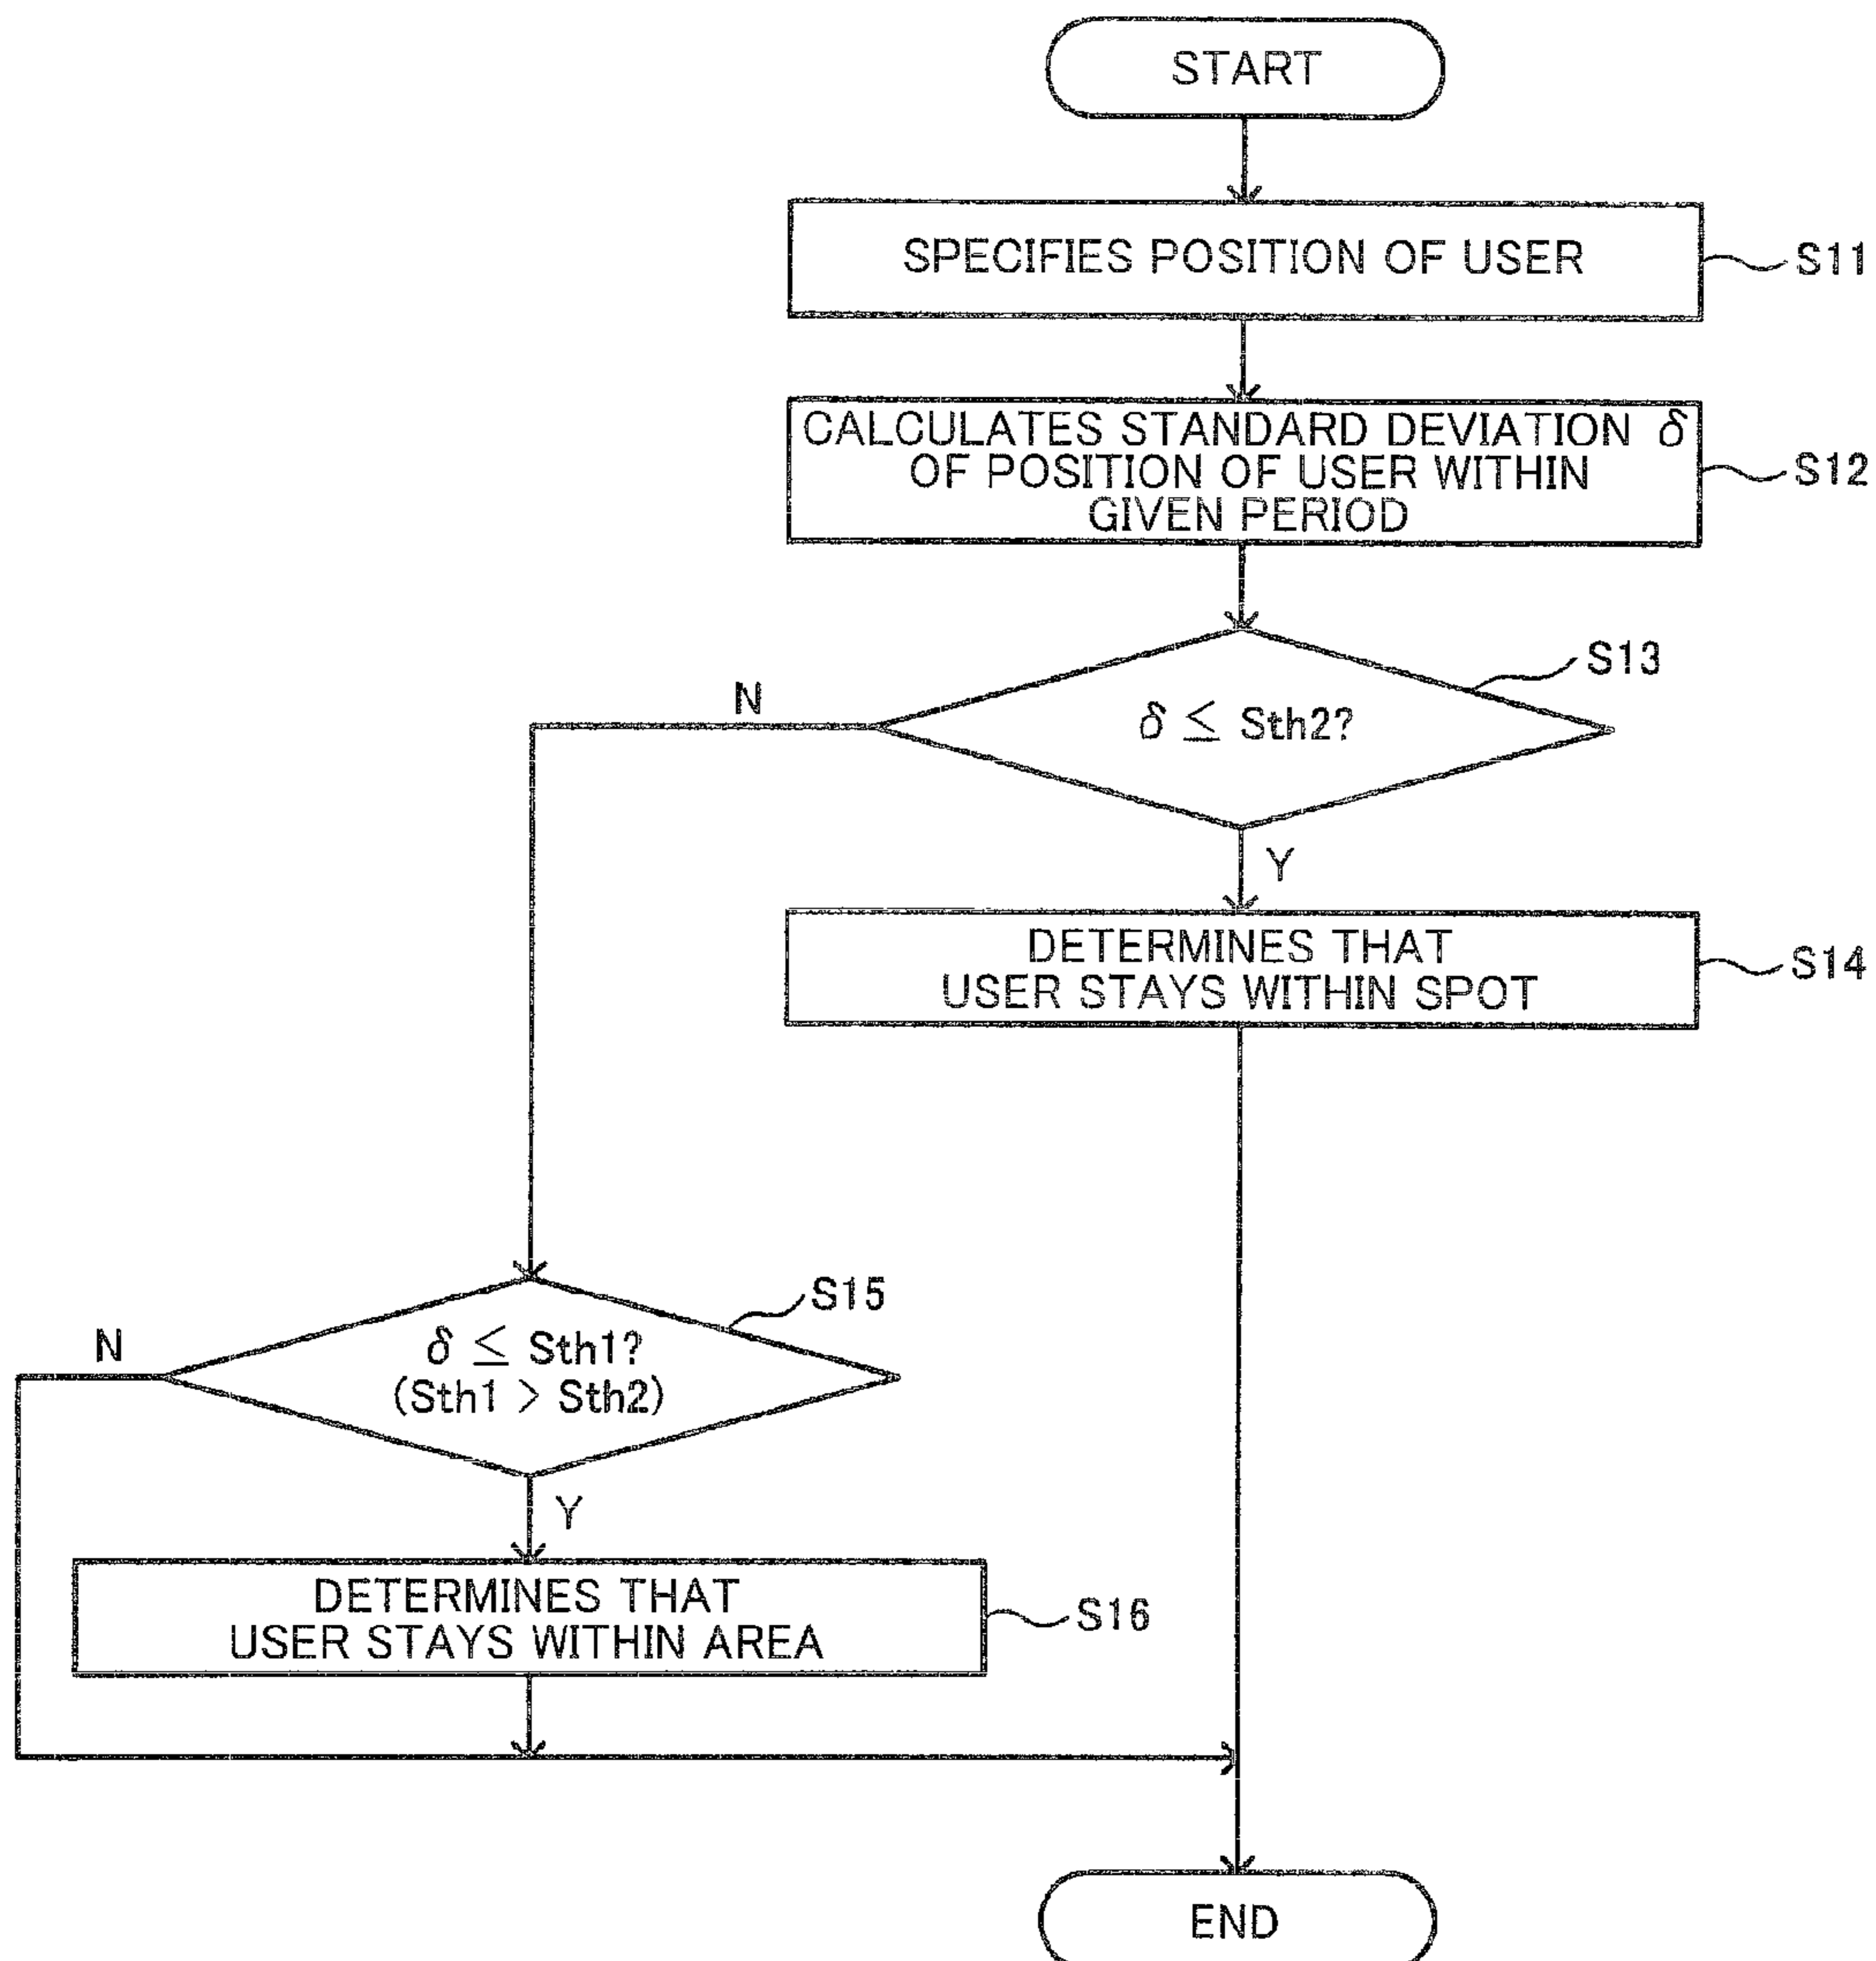 START
SPECIFIES POSITION OF USER
S11
CALCULATES STANDARD DEVIATION δ
OF POSITION OF USER WITHIN
GIVEN PERIOD
S12
S13
N
δ ≤ Sth2?
Y
DETERMINES THAT
USER STAYS WITHIN SPOT
S14
S15
N
δ ≤ Sth1?
(Sth1 > Sth2)
Y
DETERMINES THAT
USER STAYS WITHIN AREA
S16
END